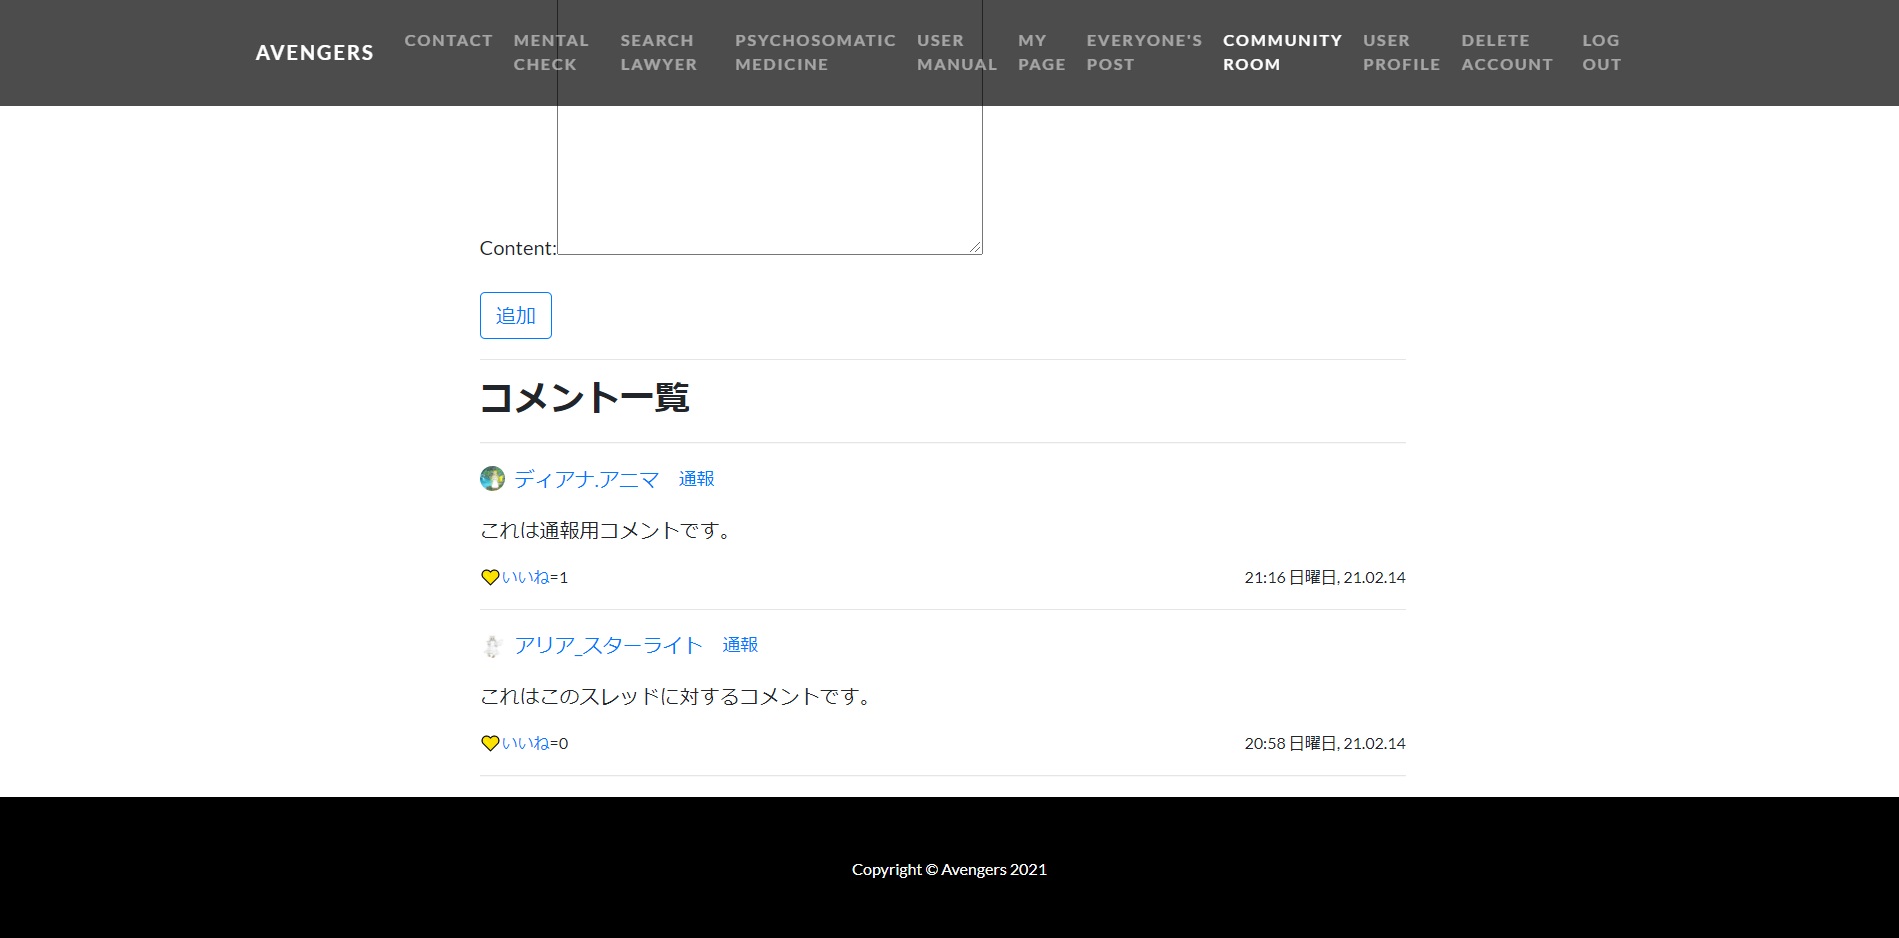 AVENGERS
CONTACT
MENTAL CHECK
SEARCH LAWYER
PSYCHOSOMATIC MEDICINE
USER MANUAL
MY PAGE
EVERYONE'S POST
COMMUNITY ROOM
USER PROFILE
DELETE ACCOUNT
LOG OUT
Content:
追加
コメント一覧
ディアナ.アニマ 通報
これは通報用コメントです。
いいね=1 21:16 日曜日, 21.02.14
アリア_スターライト 通報
これはこのスレッドに対するコメントです。
いいね=0 20:58 日曜日, 21.02.14
Copyright © Avengers 2021